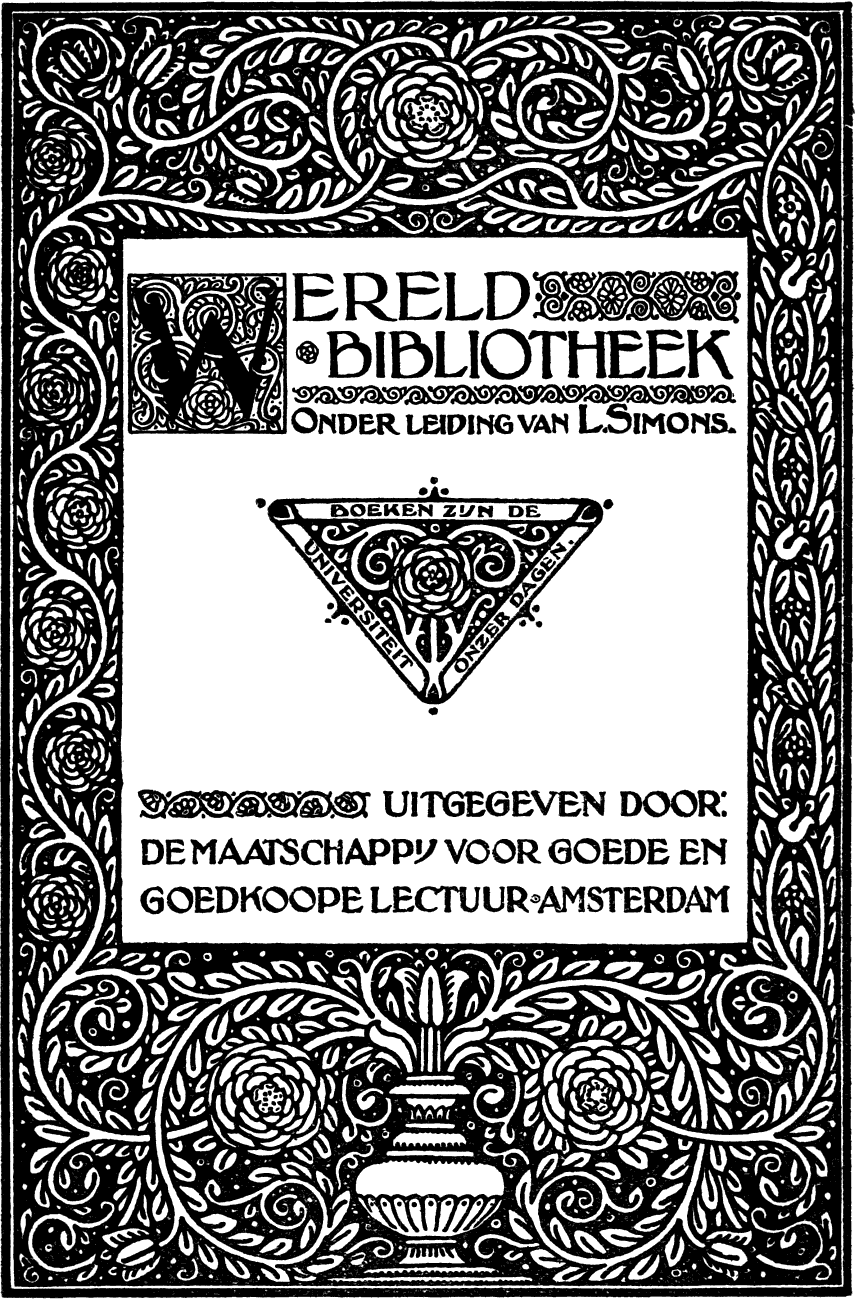 WERELD
BIBLIOTHEEK
ONDER LEIDING VAN L. SIMONS.
BOEKEN ZIJN DE
UNIVERSITEIT
ONZER DAGEN.
UITGEGEVEN DOOR:
DE MAATSCHAPPIJ VOOR GOEDE EN
GOEDKOOPE LECTUUR AMSTERDAM